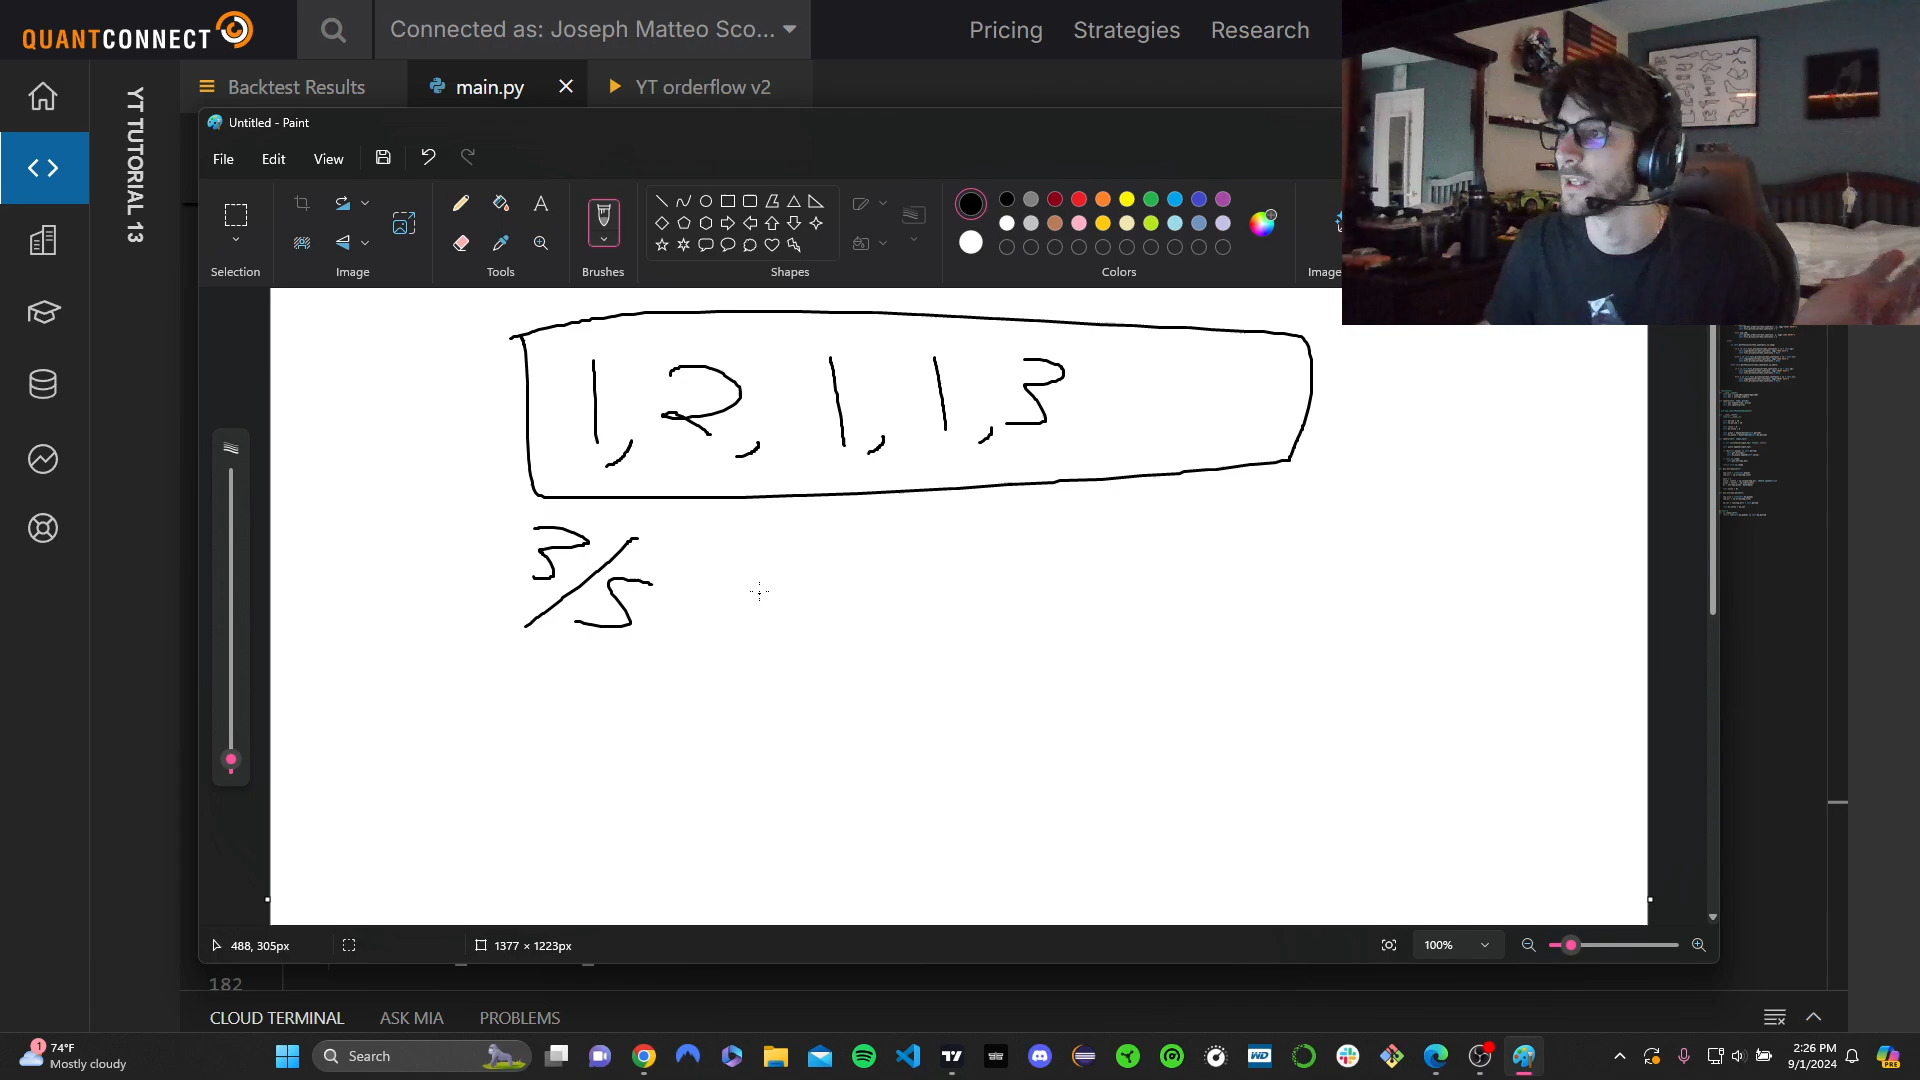 QUANTCONNECT
Connected as: Joseph Matteo Sco...
Pricing
Strategies
Research
YT TUTORIAL 13
Backtest Results
main.py
YT orderflow v2
Untitled - Paint
File
Edit
View
Selection
Image
Tools
Brushes
Shapes
Colors
Image
1, 2, 1, 1, 3
3/5
488, 305px
1377 × 1223px
100%
182
CLOUD TERMINAL
ASK MIA
PROBLEMS
1
74°F
Mostly cloudy
Search
WD
PRE
2:26 PM
9/1/2024